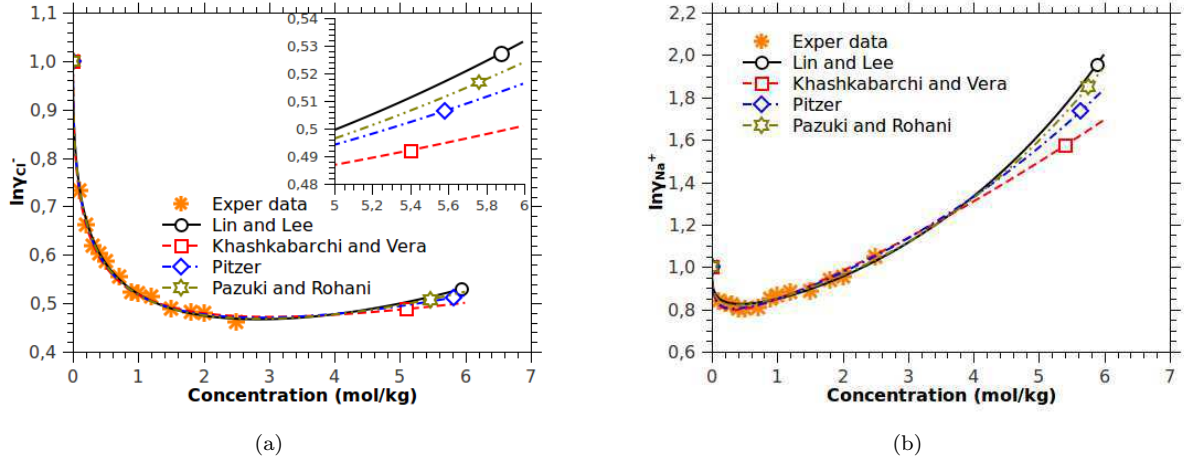 lnγCl-
1,1
1,0
0,9
0,8
0,7
0,6
0,5
0,4
0 1 2 3 4 5 6 7
Concentration (mol/kg)
Exper data
Lin and Lee
Khashkabarchi and Vera
Pitzer
Pazuki and Rohani
0,54
0,53
0,52
0,51
0,5
0,49
0,48
5 5,2 5,4 5,6 5,8 6
(a)
lnγNa+
2,2
2,0
1,8
1,6
1,4
1,2
1,0
0,8
0,6
0 1 2 3 4 5 6 7
Concentration (mol/kg)
Exper data
Lin and Lee
Khashkabarchi and Vera
Pitzer
Pazuki and Rohani
(b)